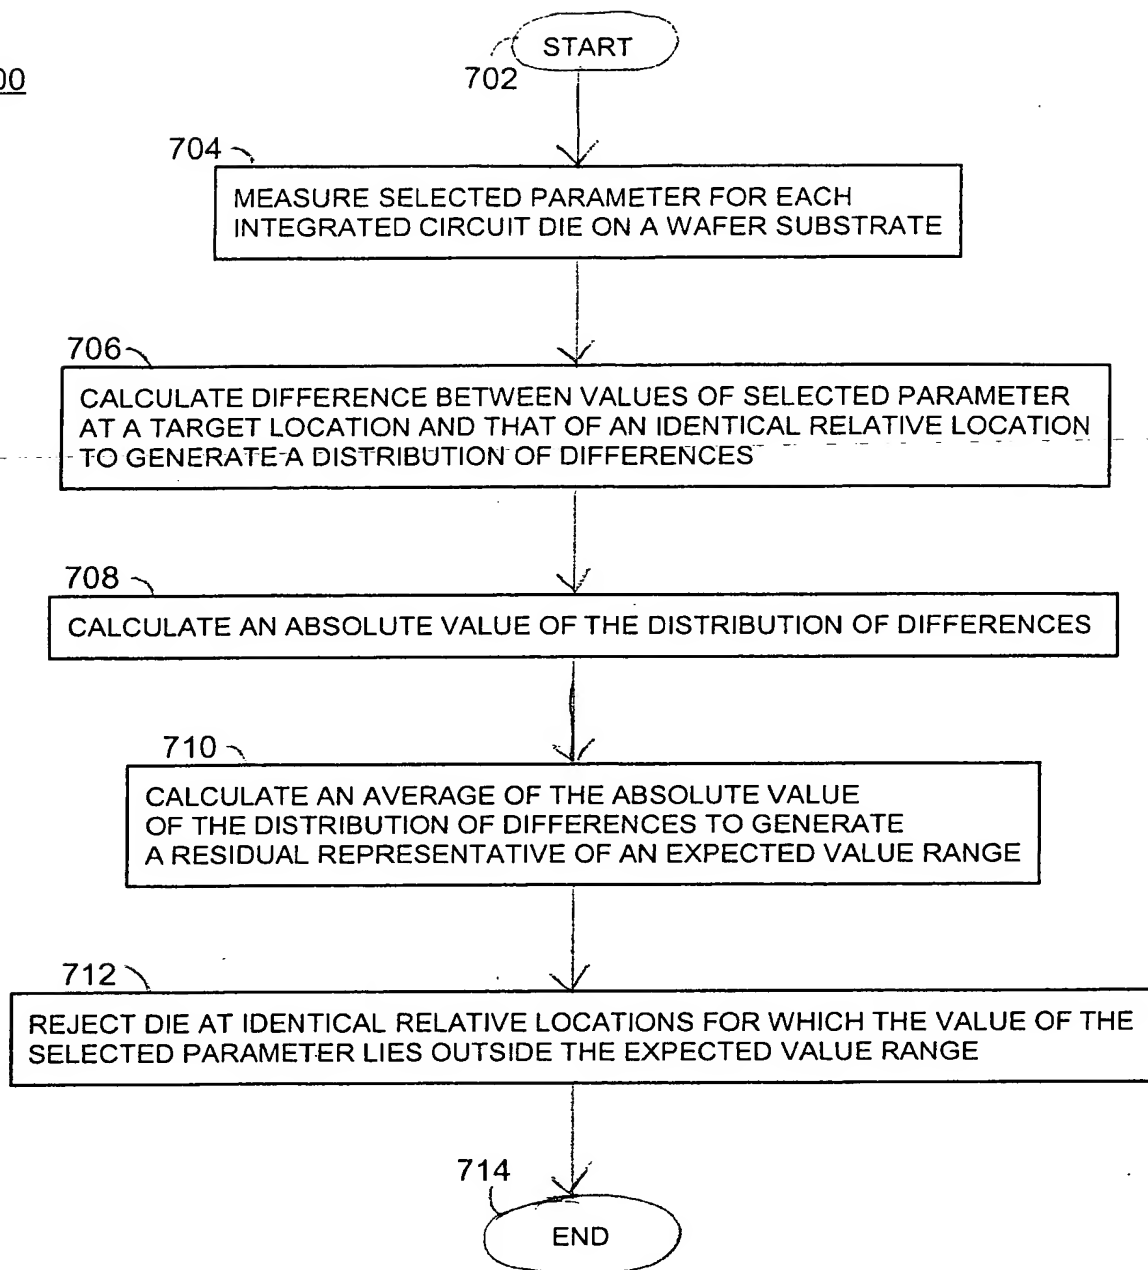 START
702
00
704
MEASURE SELECTED PARAMETER FOR EACH
INTEGRATED CIRCUIT DIE ON A WAFER SUBSTRATE
706
CALCULATE DIFFERENCE BETWEEN VALUES OF SELECTED PARAMETER
AT A TARGET LOCATION AND THAT OF AN IDENTICAL RELATIVE LOCATION
TO GENERATE A DISTRIBUTION OF DIFFERENCES
708
CALCULATE AN ABSOLUTE VALUE OF THE DISTRIBUTION OF DIFFERENCES
710
CALCULATE AN AVERAGE OF THE ABSOLUTE VALUE
OF THE DISTRIBUTION OF DIFFERENCES TO GENERATE
A RESIDUAL REPRESENTATIVE OF AN EXPECTED VALUE RANGE
712
REJECT DIE AT IDENTICAL RELATIVE LOCATIONS FOR WHICH THE VALUE OF THE
SELECTED PARAMETER LIES OUTSIDE THE EXPECTED VALUE RANGE
714
END